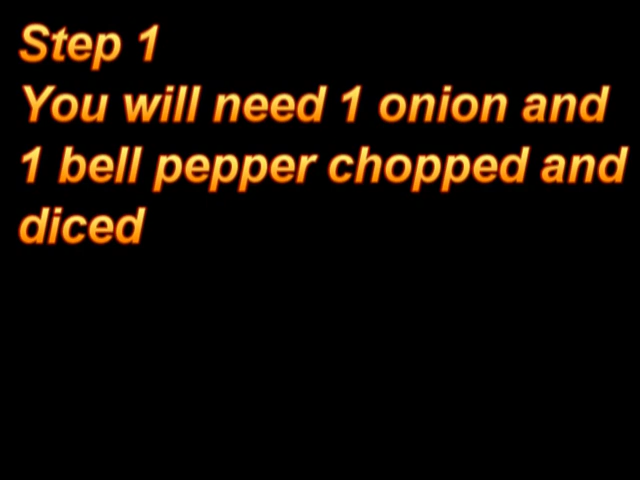 Step 1
You will need 1 onion and
1 bell pepper chopped and
diced